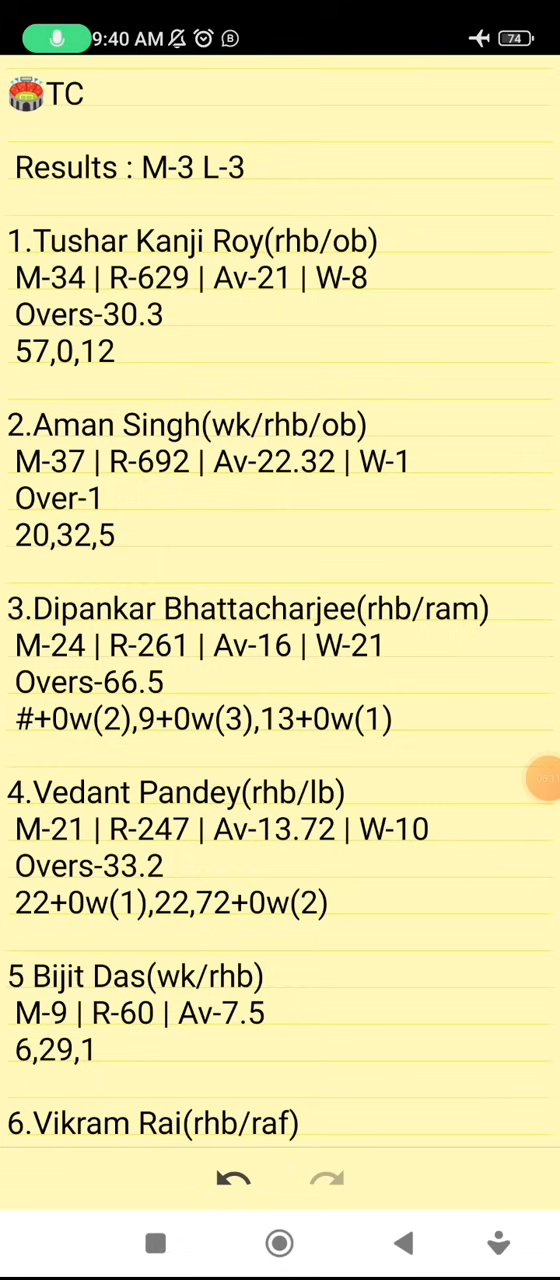 9:40 AM B 74
TC
Results : M-3 L-3
1.Tushar Kanji Roy(rhb/ob)
M-34 | R-629 | Av-21 | W-8
Overs-30.3
57,0,12
2.Aman Singh(wk/rhb/ob)
M-37 | R-692 | Av-22.32 | W-1
Over-1
20,32,5
3.Dipankar Bhattacharjee(rhb/ram)
M-24 | R-261 | Av-16 | W-21
Overs-66.5
#+0w(2),9+0w(3),13+0w(1)
4.Vedant Pandey(rhb/lb)
M-21 | R-247 | Av-13.72 | W-10
Overs-33.2
22+0w(1),22,72+0w(2)
5 Bijit Das(wk/rhb)
M-9 | R-60 | Av-7.5
6,29,1
6.Vikram Rai(rhb/raf)